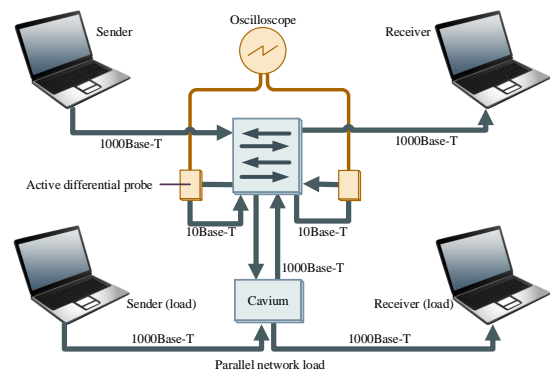 Oscilloscope
Sender
Receiver
1000Base-T
1000Base-T
Active differential probe
10Base-T
10Base-T
1000Base-T
Cavium
Sender (load)
Receiver (load)
1000Base-T
1000Base-T
Parallel network load